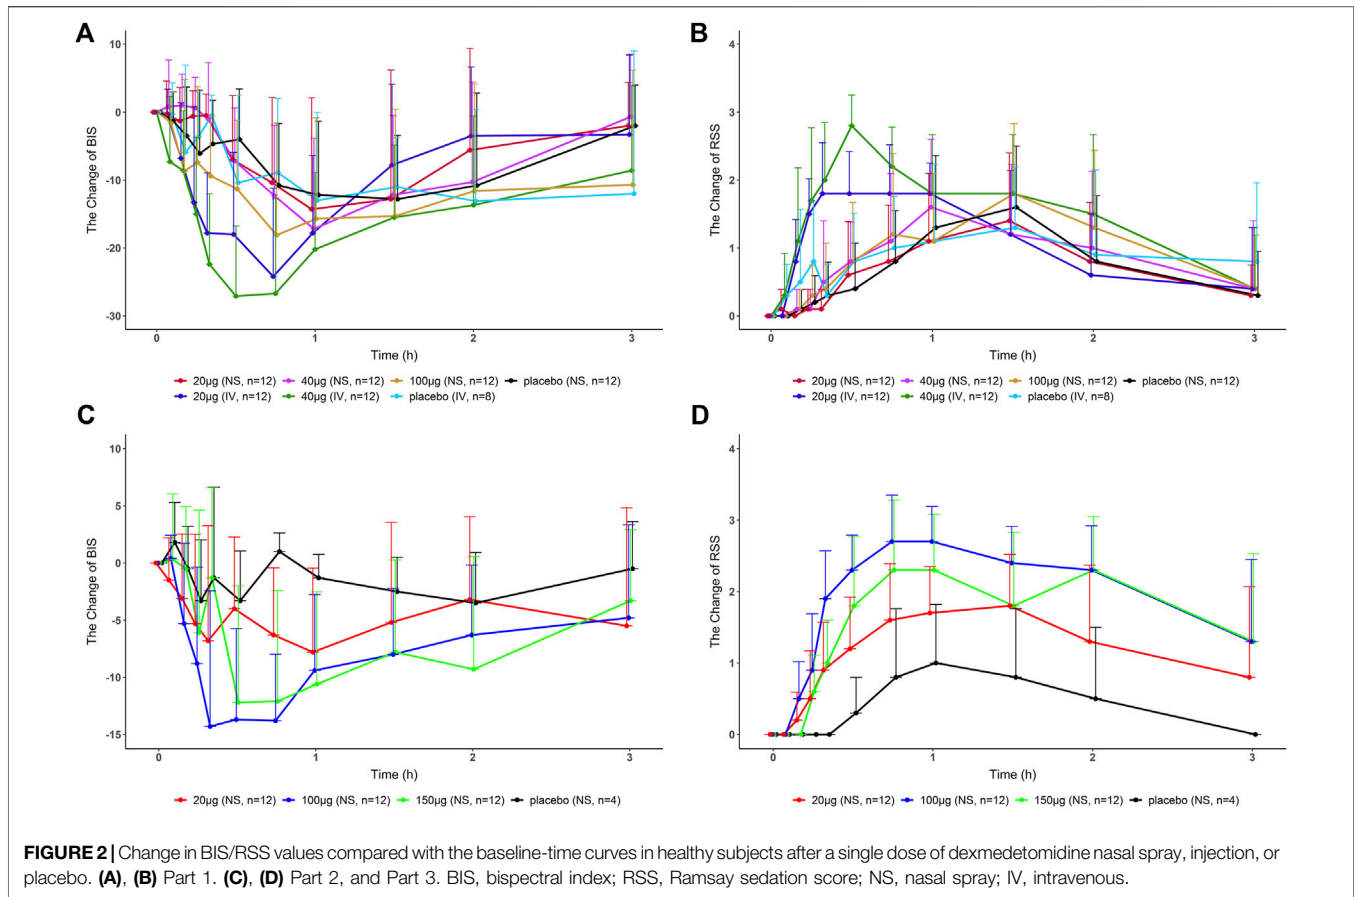 A
10
0
-10
-20
-30
The Change of BIS
0 1 2 3
Time (h)
20µg (NS, n=12) 40µg (NS, n=12) 100µg (NS, n=12) placebo (NS, n=12)
20µg (IV, n=12) 40µg (IV, n=12) placebo (IV, n=8)
B
4
3
2
1
0
The Change of RSS
0 1 2 3
Time (h)
20µg (NS, n=12) 40µg (NS, n=12) 100µg (NS, n=12) placebo (NS, n=12)
20µg (IV, n=12) 40µg (IV, n=12) placebo (IV, n=8)
C
10
5
0
-5
-10
-15
The Change of BIS
0 1 2 3
Time (h)
20µg (NS, n=12) 100µg (NS, n=12) 150µg (NS, n=12) placebo (NS, n=4)
D
4
3
2
1
0
The Change of RSS
0 1 2 3
Time (h)
20µg (NS, n=12) 100µg (NS, n=12) 150µg (NS, n=12) placebo (NS, n=4)
FIGURE 2 | Change in BIS/RSS values compared with the baseline-time curves in healthy subjects after a single dose of dexmedetomidine nasal spray, injection, or
placebo. (A), (B) Part 1. (C), (D) Part 2, and Part 3. BIS, bispectral index; RSS, Ramsay sedation score; NS, nasal spray; IV, intravenous.